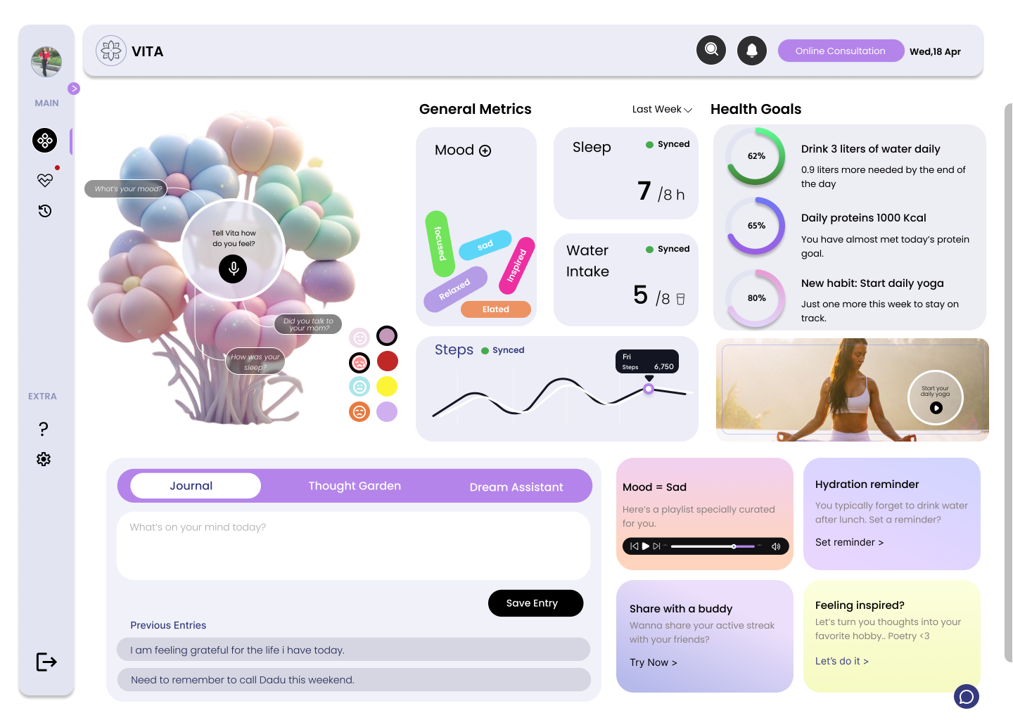 VITA
Online Consultation
Wed,18 Apr
MAIN
EXTRA
What's your mood?
Tell Vita how
do you feel?
Did you talk to
your mom?
How was your
sleep?
General Metrics
Last Week
Mood
focused
sad
Inspired
Relaxed
Elated
Sleep
Synced
7 /8 h
Water
Intake
Synced
5 /8
Steps
Synced
Fri
Steps 6,750
Health Goals
62%
Drink 3 liters of water daily
0.9 liters more needed by the end of
the day
65%
Daily proteins 1000 Kcal
You have almost met today's protein
goal.
80%
New habit: Start daily yoga
Just one more this week to stay on
track.
Start your
daily yoga
Journal
Thought Garden
Dream Assistant
What's on your mind today?
Save Entry
Previous Entries
I am feeling grateful for the life i have today.
Need to remember to call Dadu this weekend.
Mood = Sad
Here's a playlist specially curated
for you.
Hydration reminder
You typically forget to drink water
after lunch. Set a reminder?
Set reminder >
Share with a buddy
Wanna share your active streak
with your friends?
Try Now >
Feeling inspired?
Let's turn you thoughts into your
favorite hobby.. Poetry <3
Let's do it >